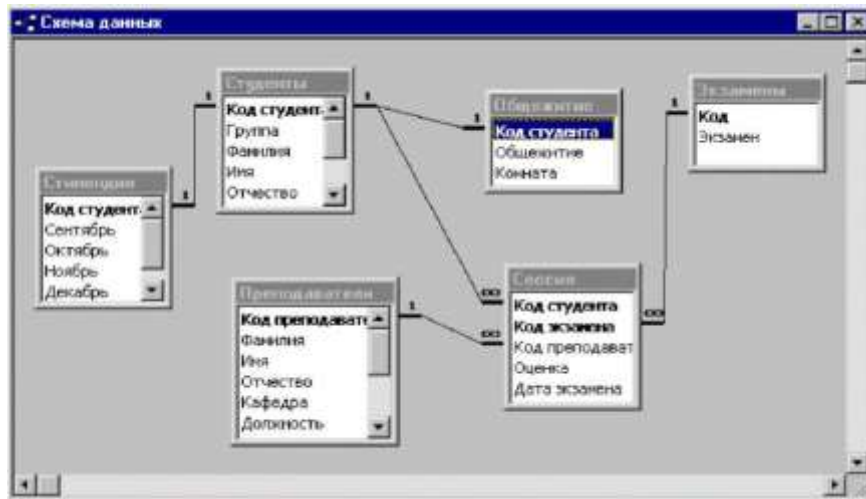 Схема данных
Студенты
Код студент
Группа
Фамилия
Имя
Отчество
Общежитие
Код студента
Общежитие
Комната
Экзамены
Код
Экзамен
Стипендия
Код студент
Сентябрь
Октябрь
Ноябрь
Декабрь
Преподаватели
Код преподавате
Фамилия
Имя
Отчество
Кафедра
Должность
Сессия
Код студента
Код экзамена
Код преподават
Оценка
Дата экзамена
1
1
1
1
1
1
∞
∞
∞